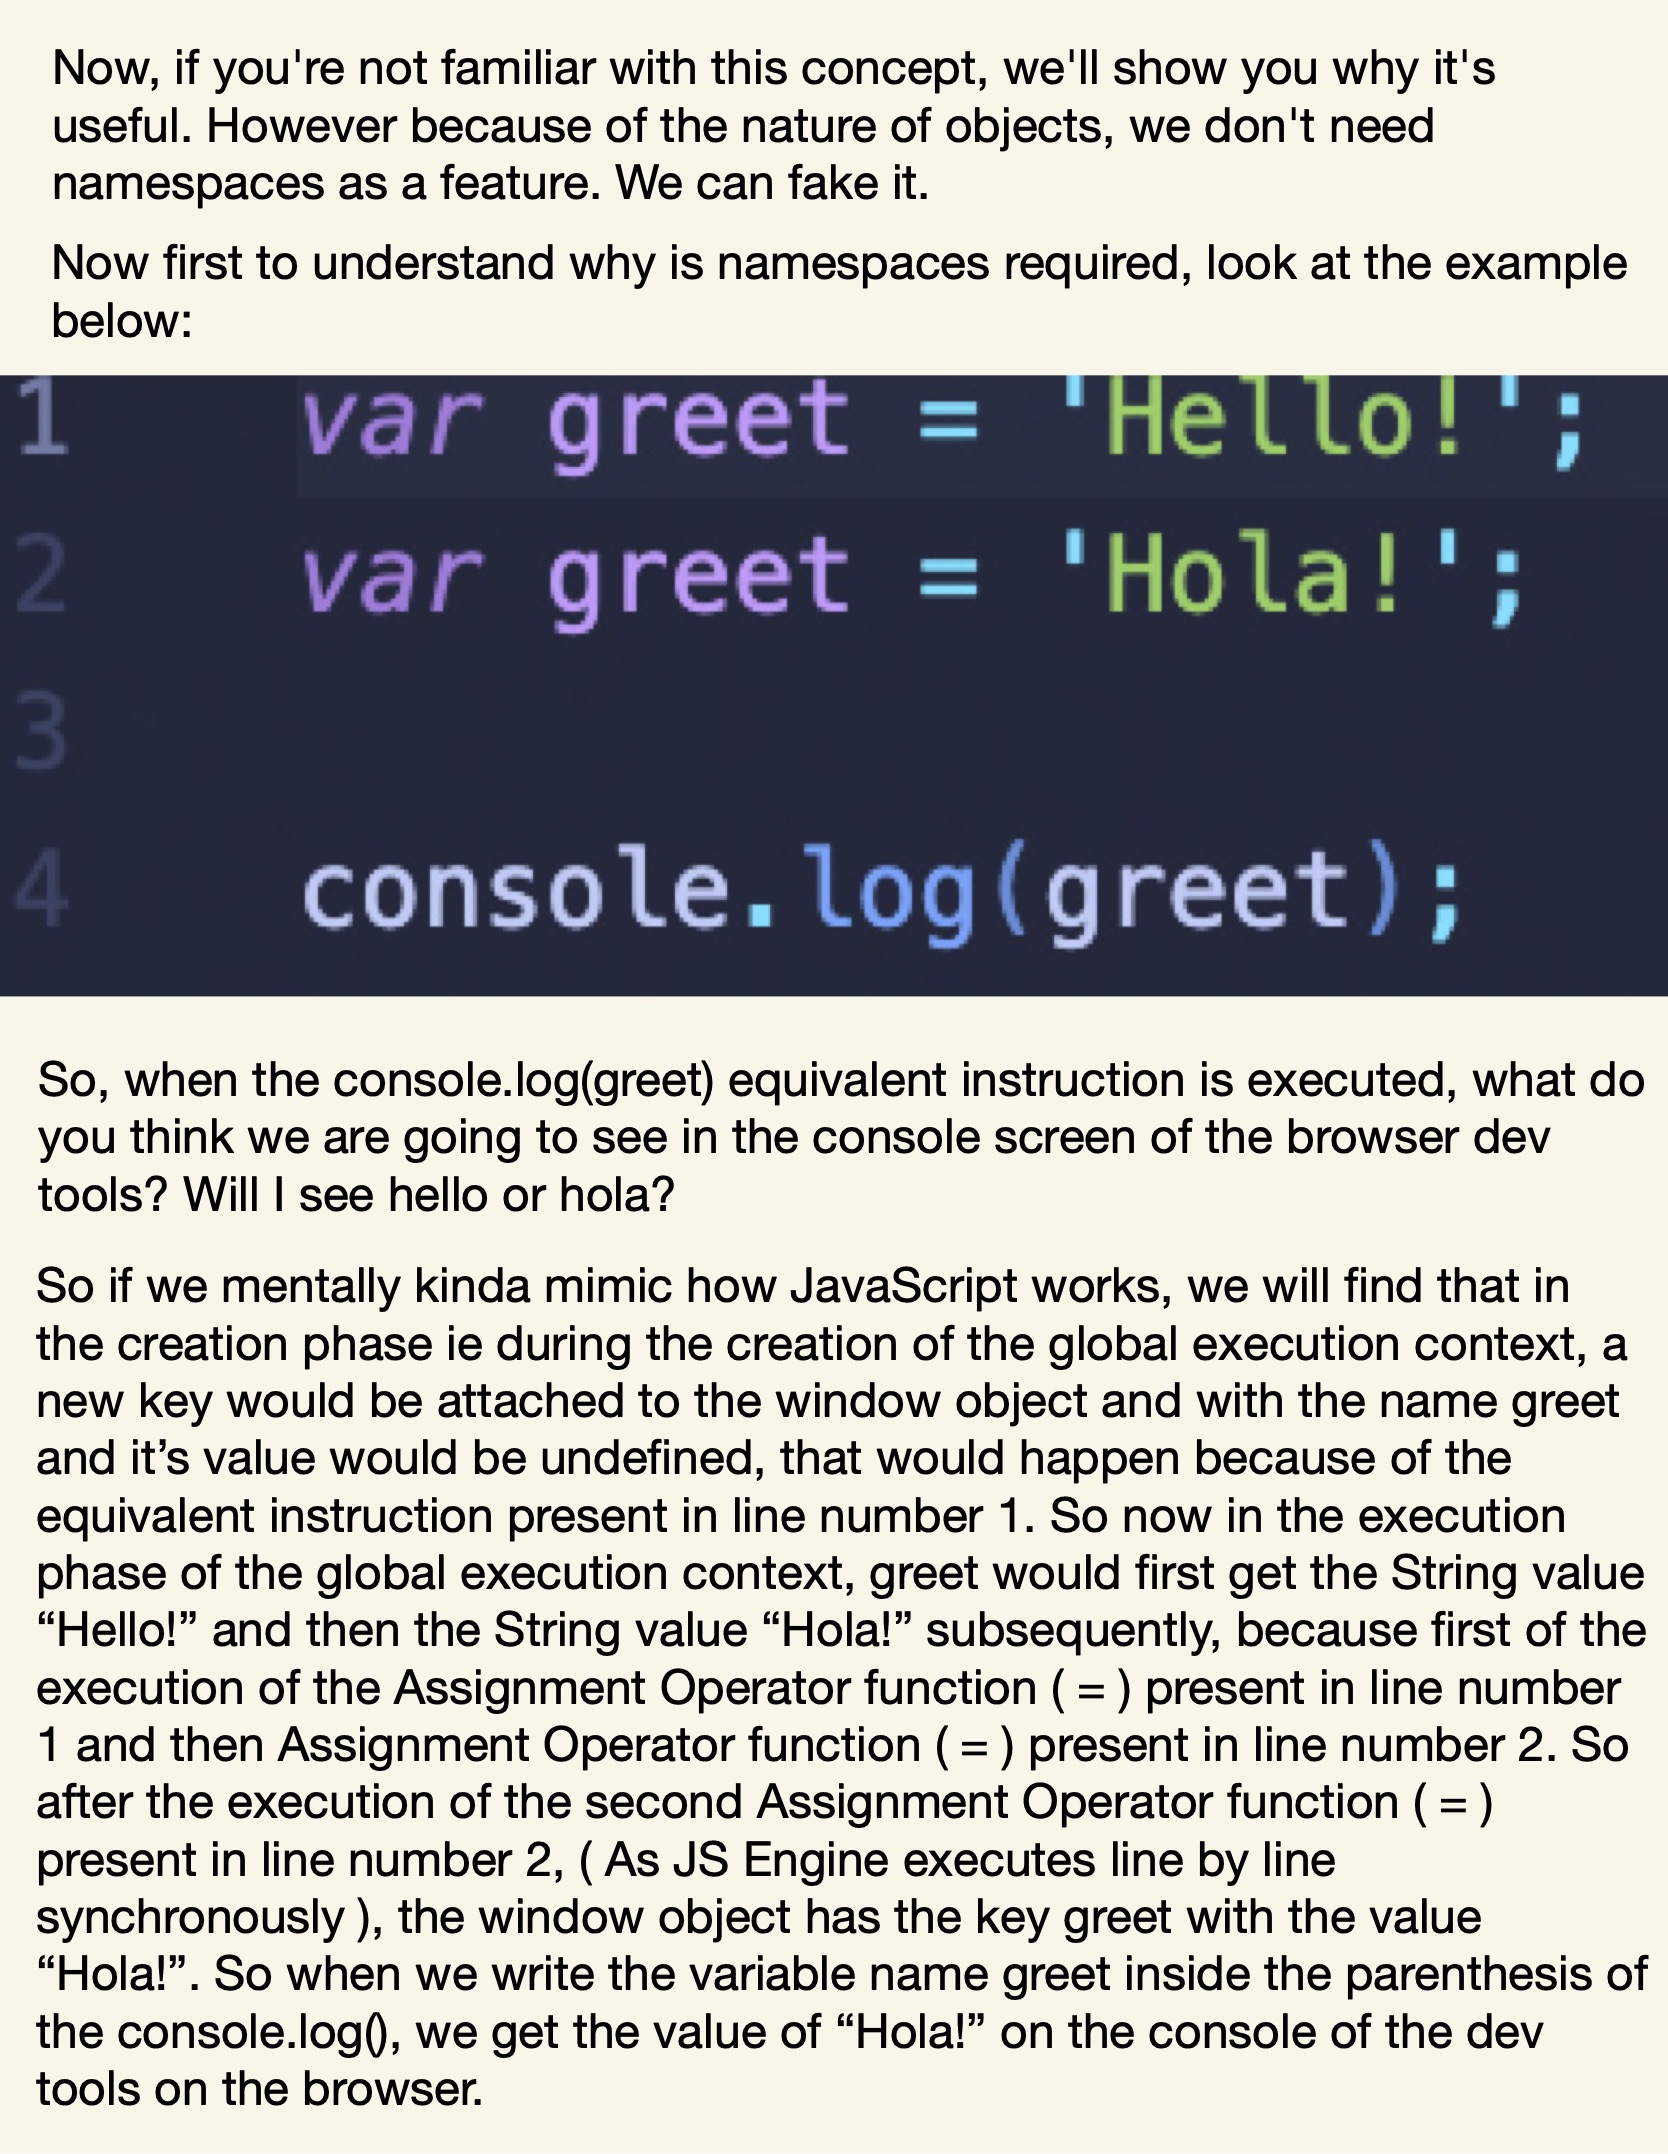 Now, if you're not familiar with this concept, we'll show you why it's
useful. However because of the nature of objects, we don't need
namespaces as a feature. We can fake it.
Now first to understand why is namespaces required, look at the example
below:
1 var greet = 'Hello!';
2 var greet = 'Hola!';
3
4 console.log(greet);
So, when the console.log(greet) equivalent instruction is executed, what do
you think we are going to see in the console screen of the browser dev
tools? Will I see hello or hola?
So if we mentally kinda mimic how JavaScript works, we will find that in
the creation phase ie during the creation of the global execution context, a
new key would be attached to the window object and with the name greet
and it’s value would be undefined, that would happen because of the
equivalent instruction present in line number 1. So now in the execution
phase of the global execution context, greet would first get the String value
“Hello!” and then the String value “Hola!” subsequently, because first of the
execution of the Assignment Operator function ( = ) present in line number
1 and then Assignment Operator function ( = ) present in line number 2. So
after the execution of the second Assignment Operator function ( = )
present in line number 2, ( As JS Engine executes line by line
synchronously ), the window object has the key greet with the value
“Hola!”. So when we write the variable name greet inside the parenthesis of
the console.log(), we get the value of “Hola!” on the console of the dev
tools on the browser.